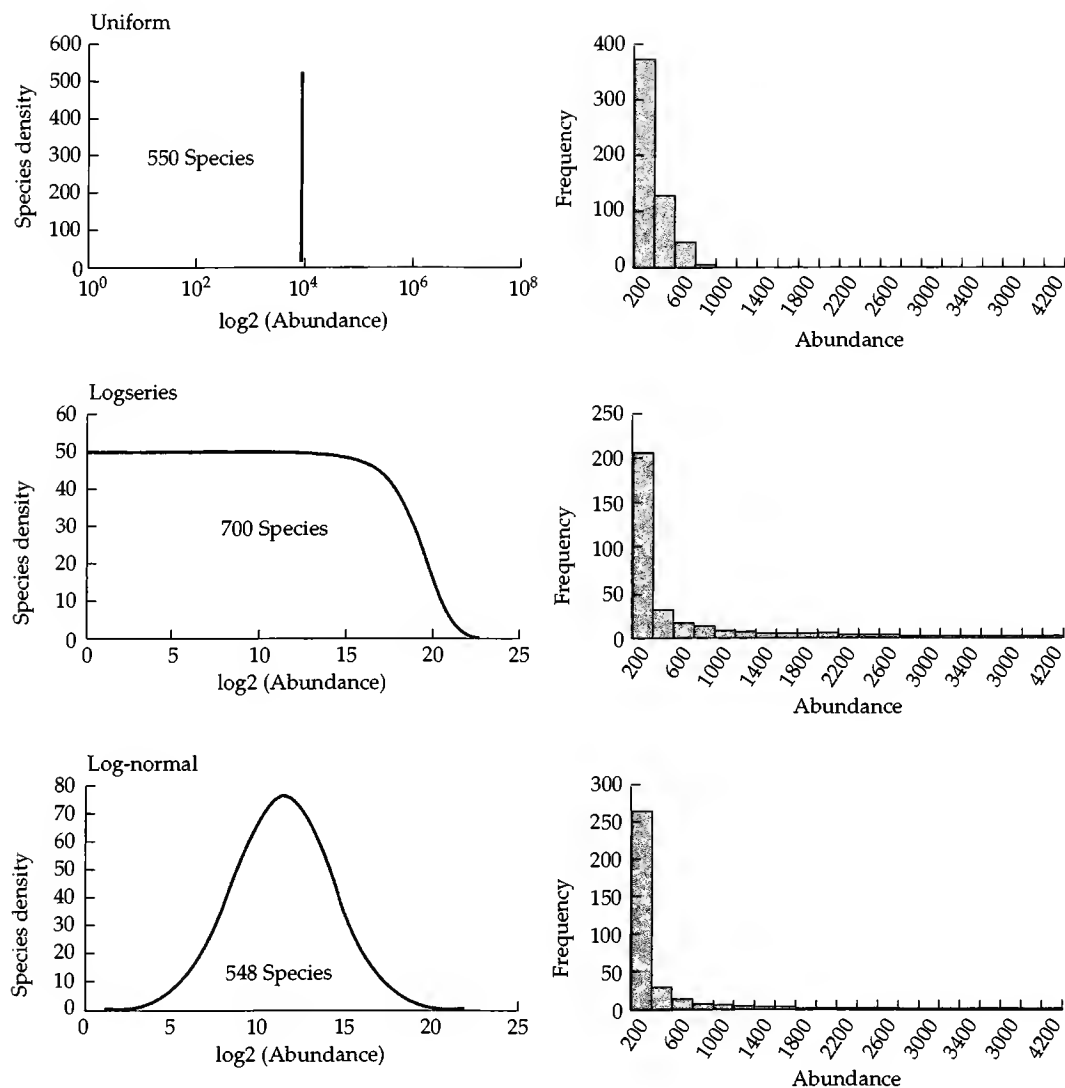 Uniform
Species density
600
500
400
300
200
100
0
550 Species
10^0 10^2 10^4 10^6 10^8
log2 (Abundance)
Frequency
400
300
200
100
0
200 600 1000 1400 1800 2200 2600 3000 3400 3000 4200
Abundance
Logseries
Species density
60
50
40
30
20
10
0
700 Species
0 5 10 15 20 25
log2 (Abundance)
Frequency
250
200
150
100
50
0
200 600 1000 1400 1800 2200 2600 3000 3400 3000 4200
Abundance
Log-normal
Species density
80
70
60
50
40
30
20
10
0
548 Species
0 5 10 15 20 25
log2 (Abundance)
Frequency
300
250
200
150
100
50
0
200 600 1000 1400 1800 2200 2600 3000 3400 3000 4200
Abundance